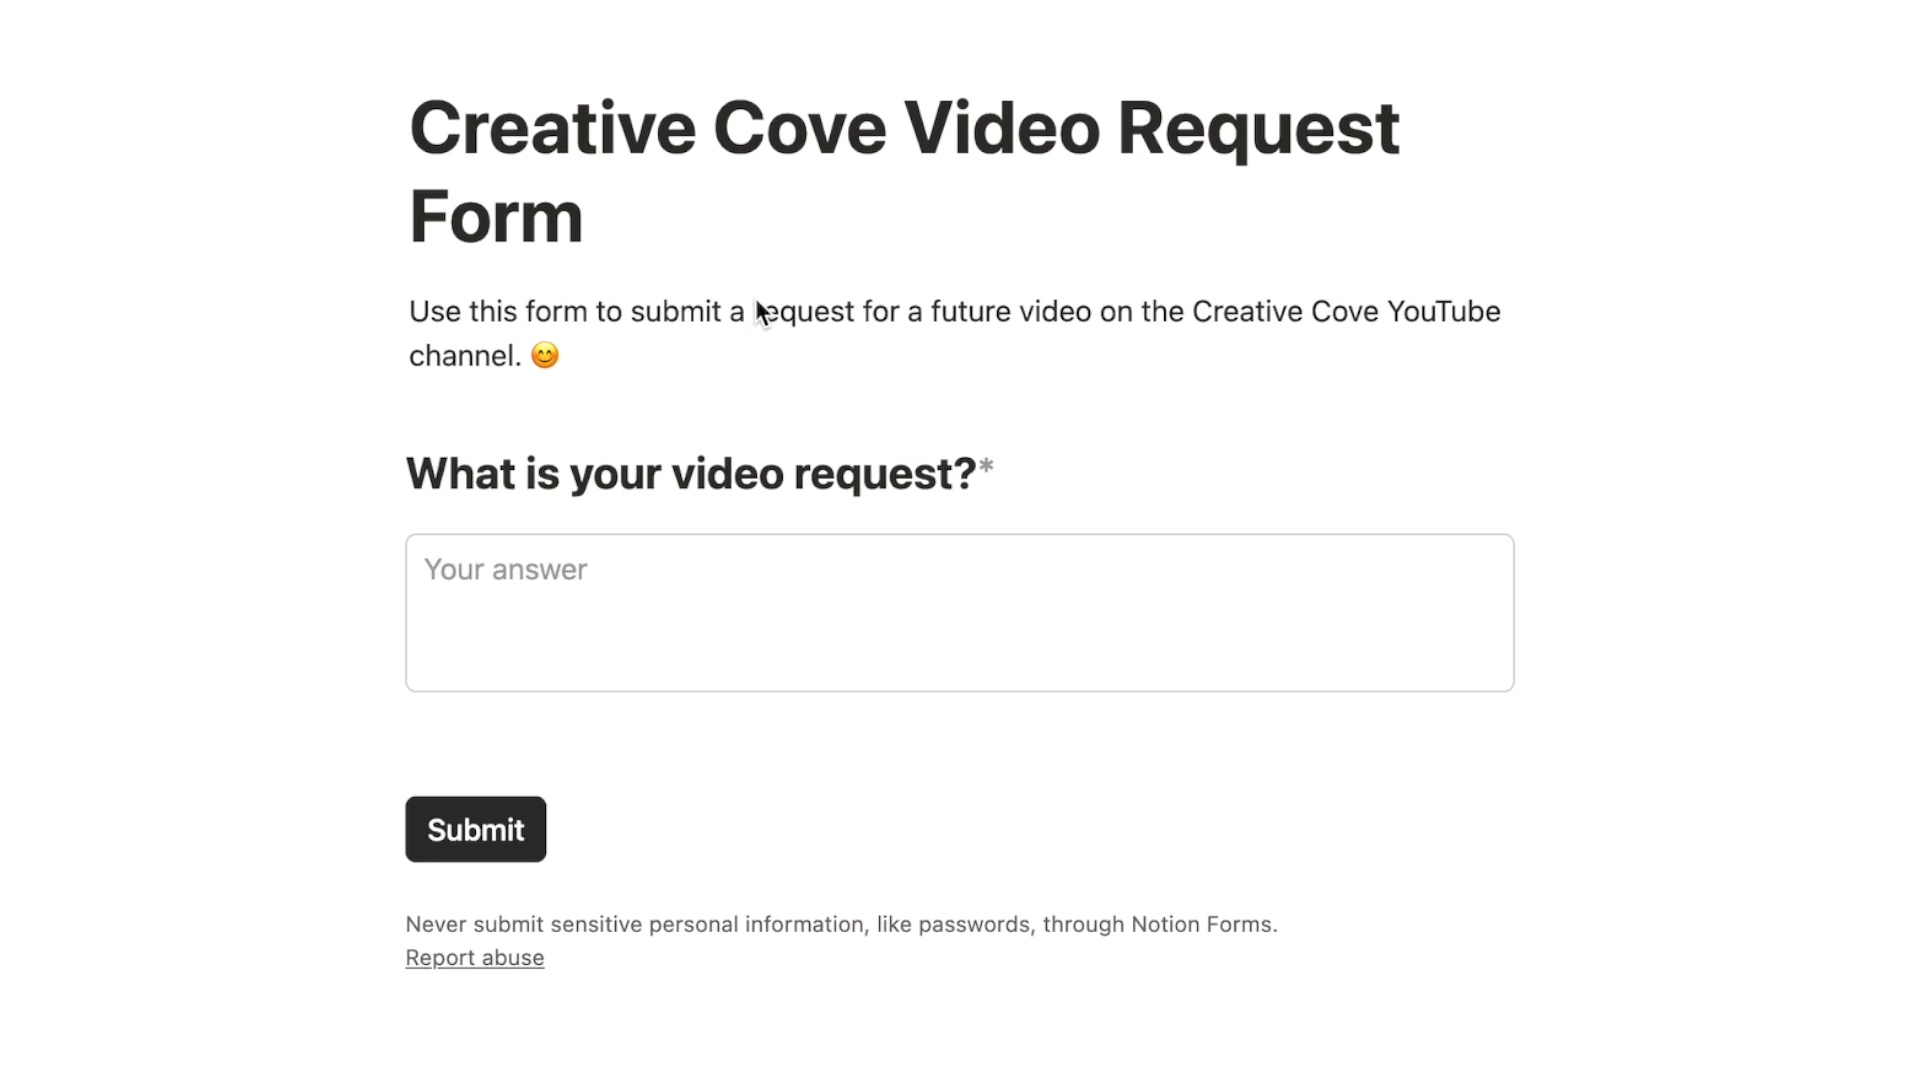 Creative Cove Video Request
Form
Use this form to submit a request for a future video on the Creative Cove YouTube
channel. 😊
What is your video request?*
Your answer
Submit
Never submit sensitive personal information, like passwords, through Notion Forms.
Report abuse